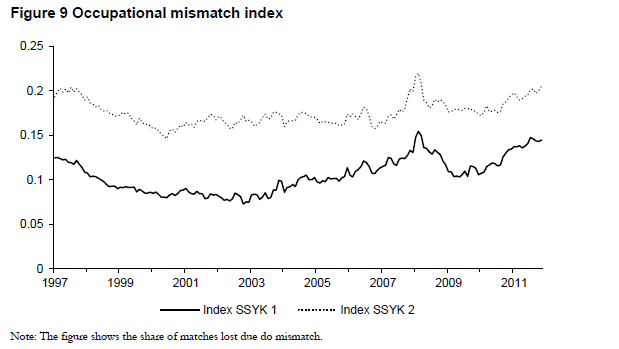 Figure 9 Occupational mismatch index
0.25
0.2
0.15
0.1
0.05
0
1997 1999 2001 2003 2005 2007 2009 2011
Index SSYK 1 Index SSYK 2
Note: The figure shows the share of matches lost due do mismatch.